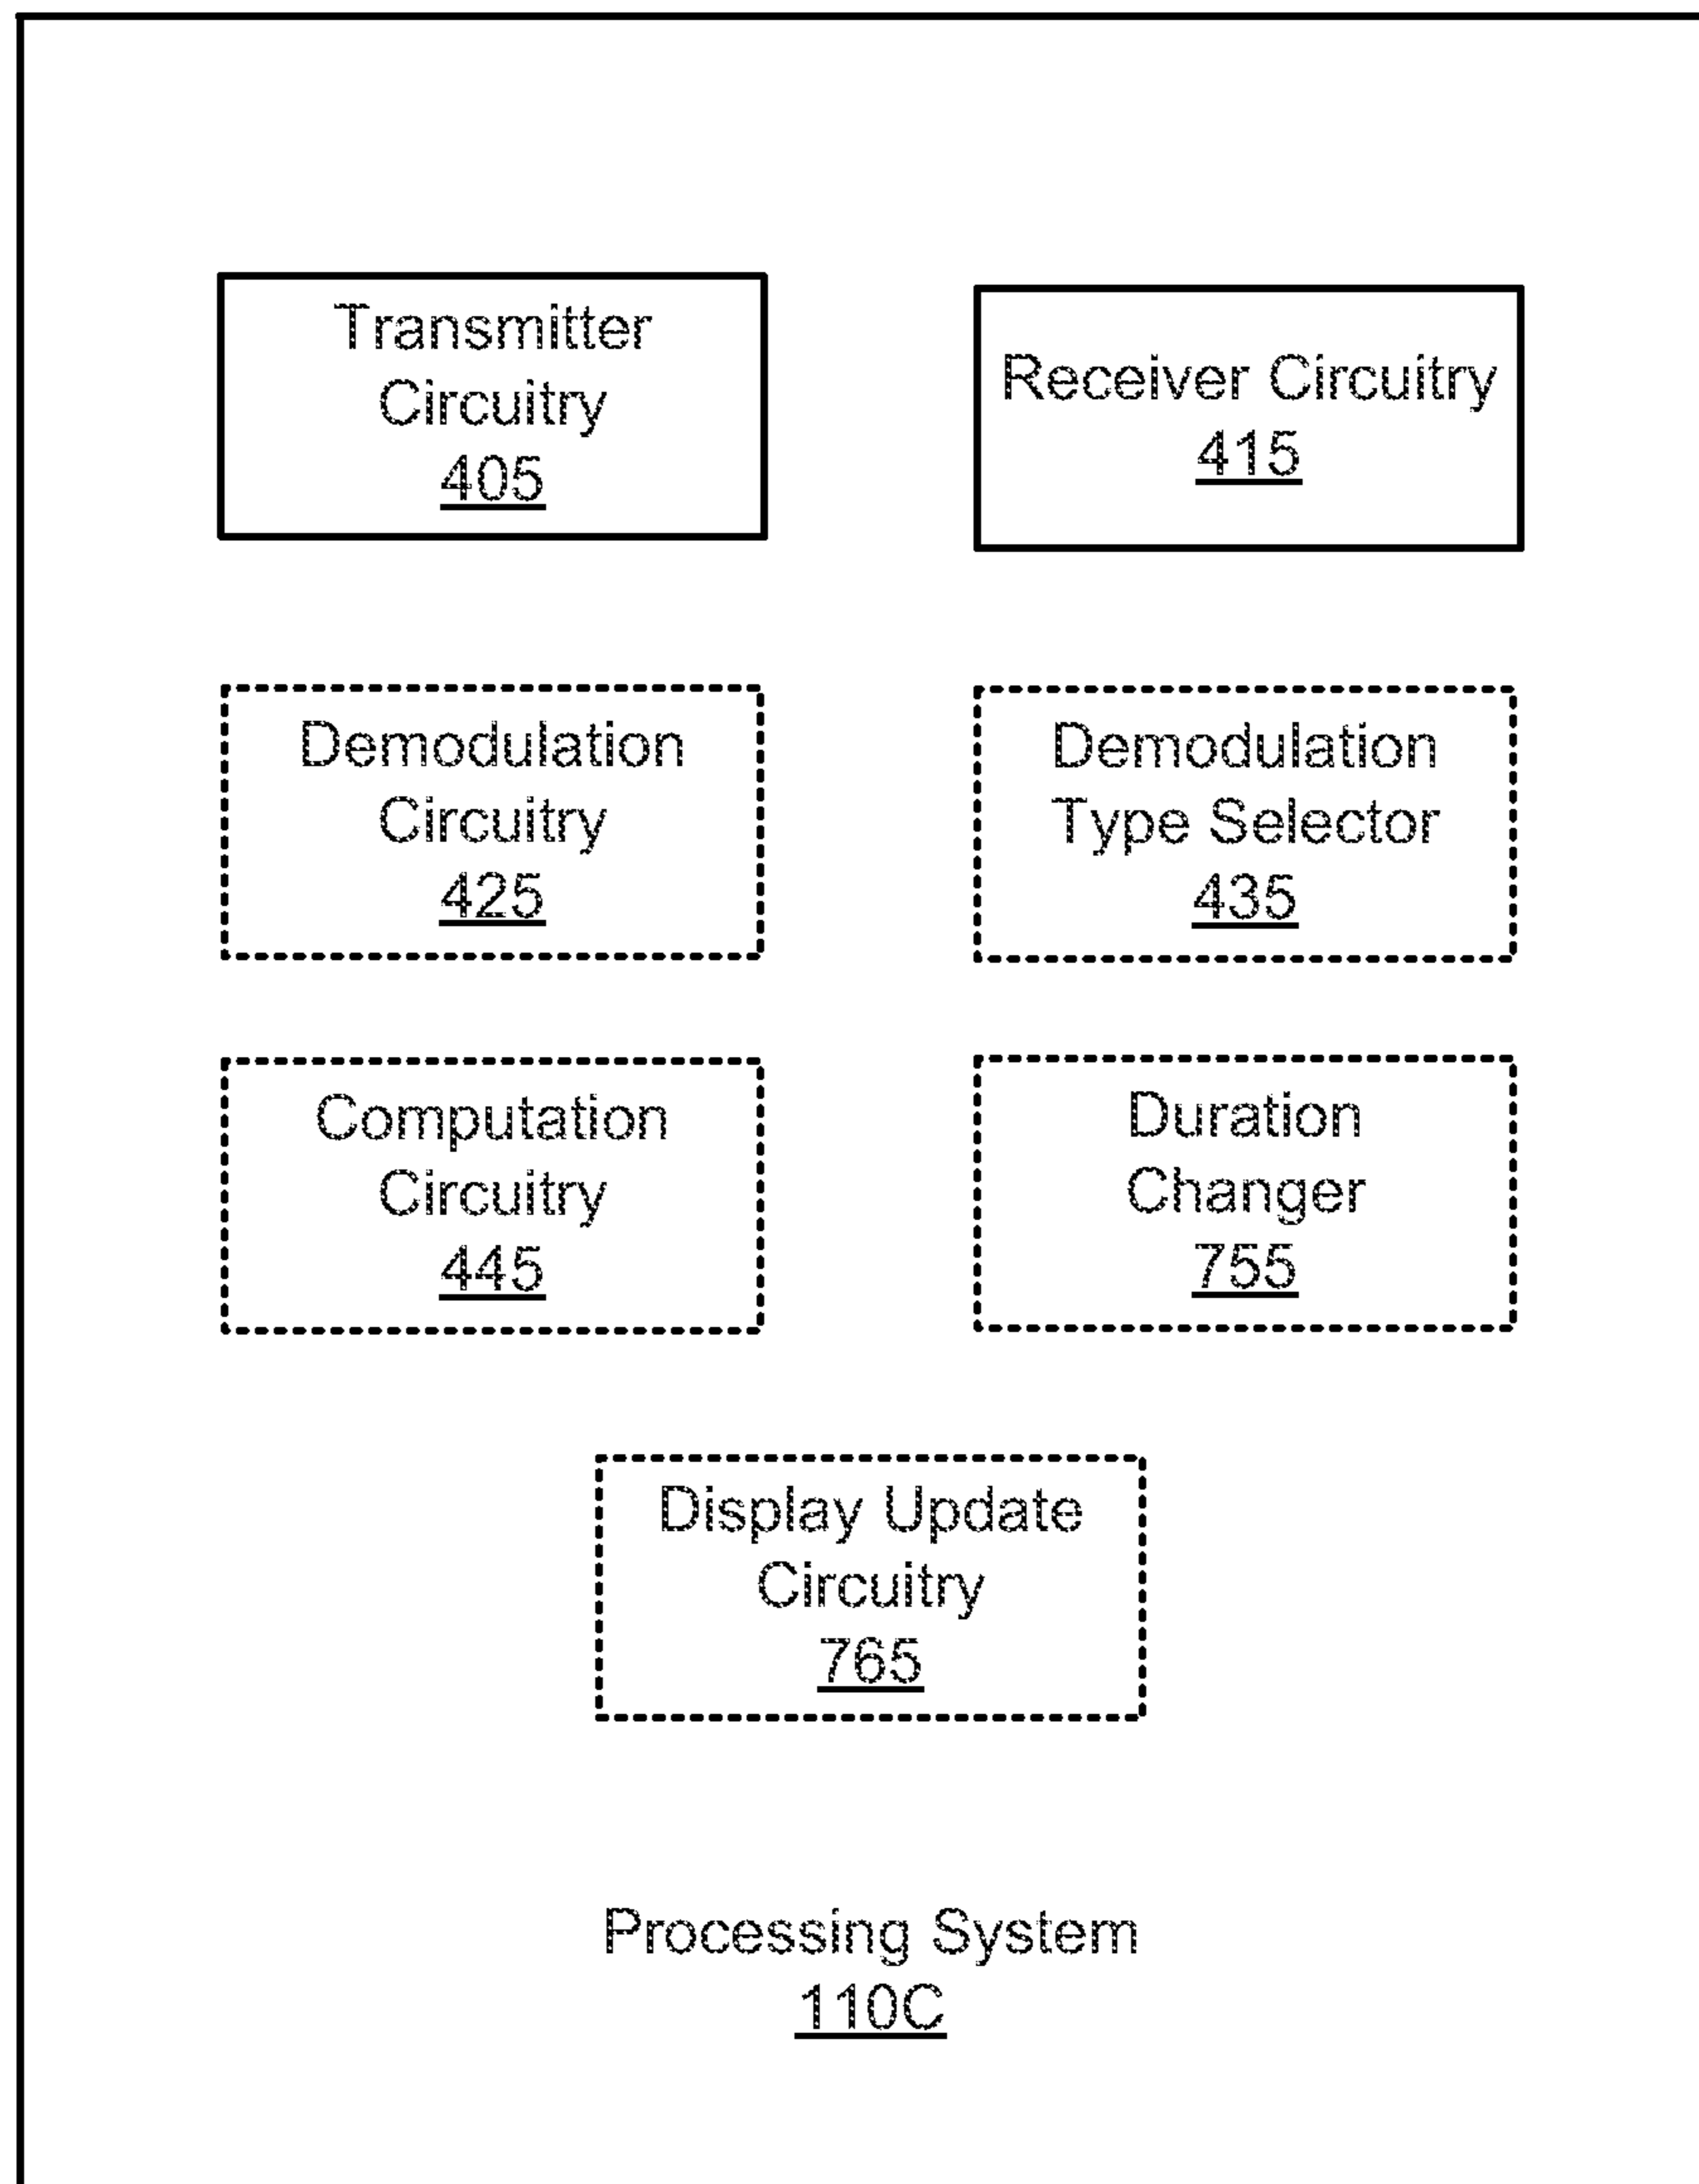 Transmitter
Circuitry
405
Receiver Circuitry
415
Demodulation
Circuitry
425
Demodulation
Type Selector
435
Computation
Circuitry
445
Duration
Changer
755
Display Update
Circuitry
765
Processing System
110C